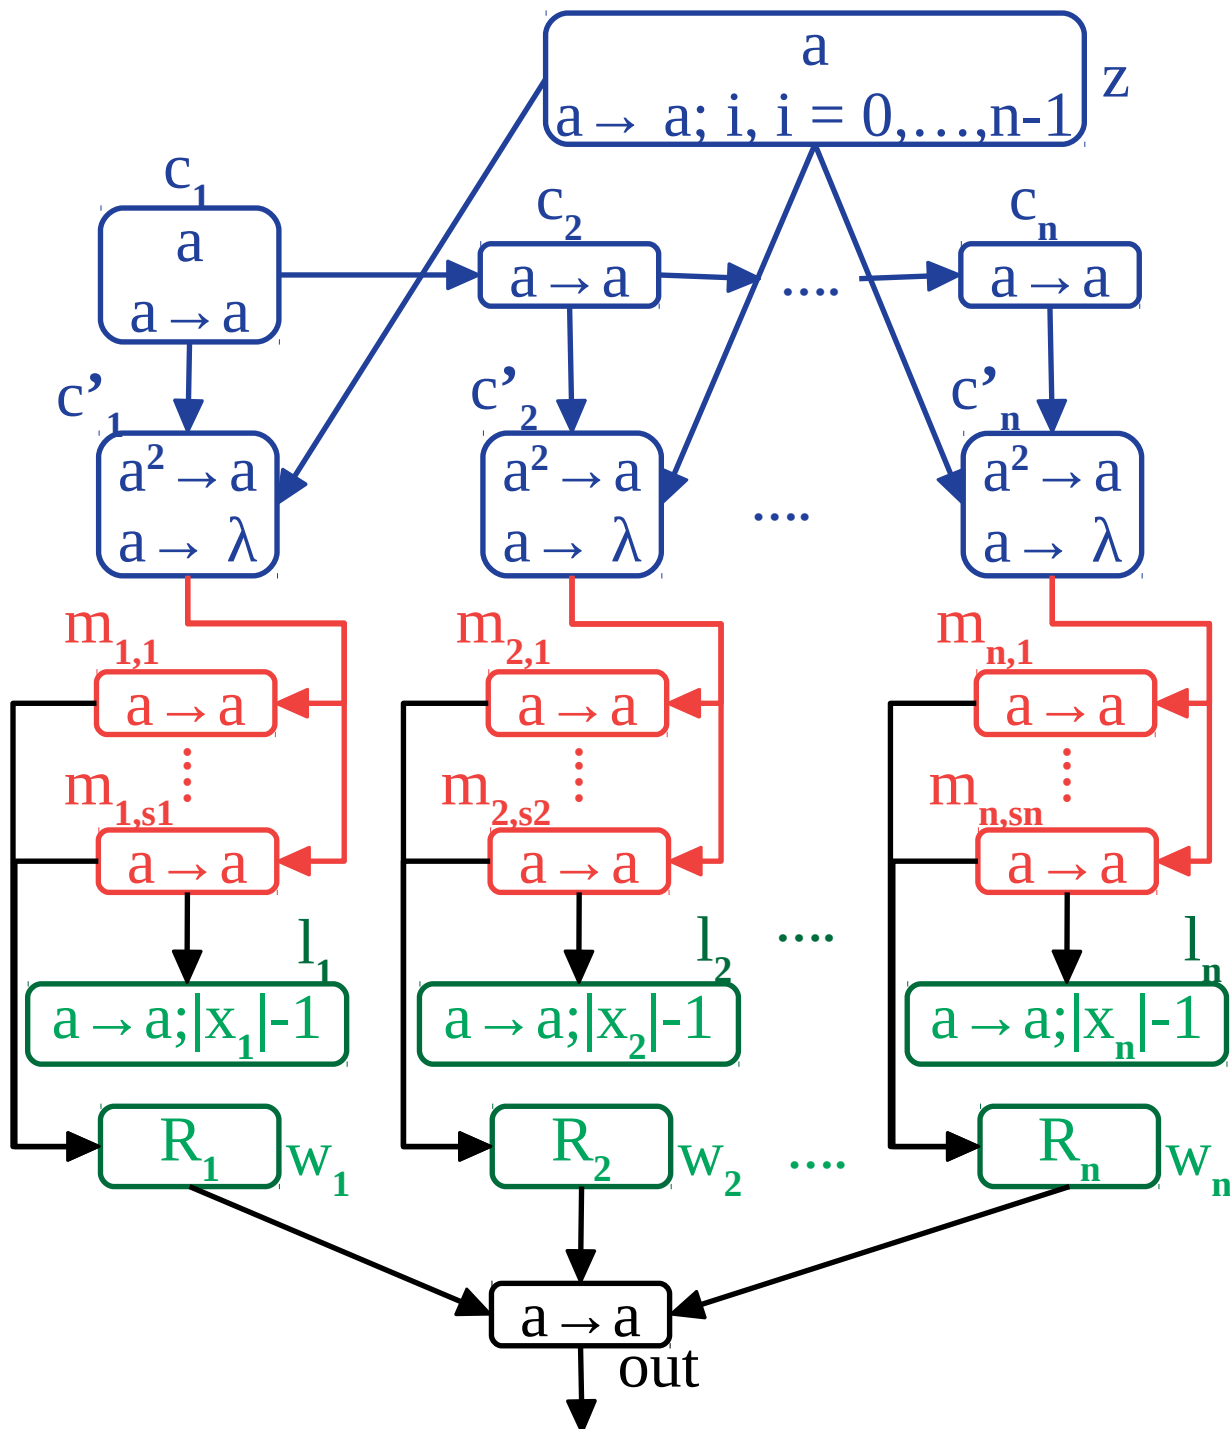 a
a→ a; i, i = 0,...,n-1
z
c1
a
a→a
c2
a→a
....
cn
a→a
c’1
a²→a
a→ λ
c’2
a²→a
a→ λ
....
c’n
a²→a
a→ λ
m1,1
a→a
m2,1
a→a
mn,1
a→a
m1,s1
a→a
m2,s2
a→a
mn,sn
a→a
l1
a→a;|x1|-1
l2
a→a;|x2|-1
....
ln
a→a;|xn|-1
R1
w1
R2
w2
....
Rn
wn
a→a
out